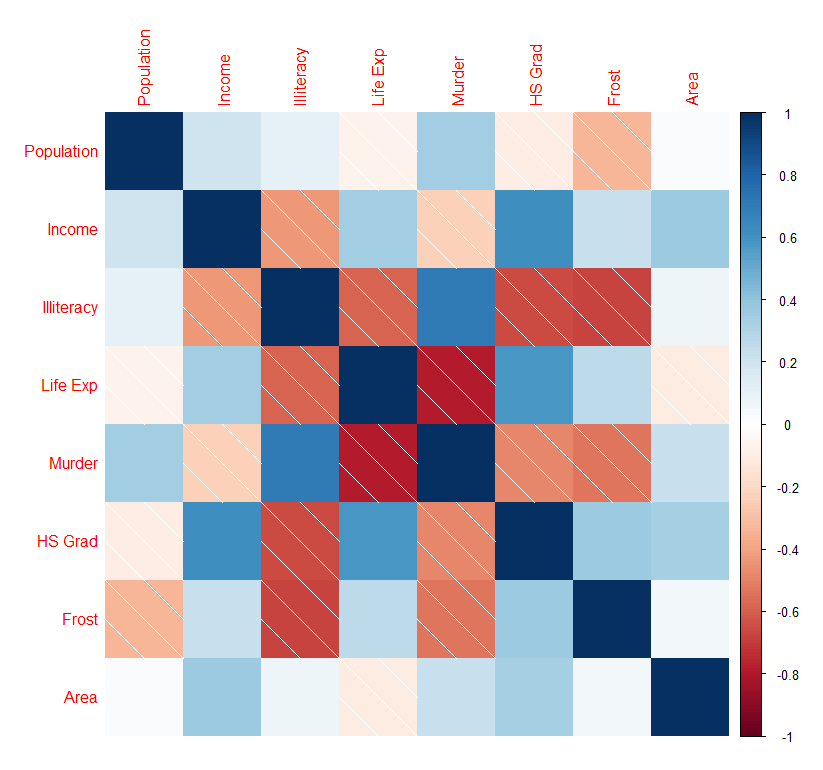 Population
Income
Illiteracy
Life Exp
Murder
HS Grad
Frost
Area
Population
Income
Illiteracy
Life Exp
Murder
HS Grad
Frost
Area
1
0.8
0.6
0.4
0.2
0
-0.2
-0.4
-0.6
-0.8
-1